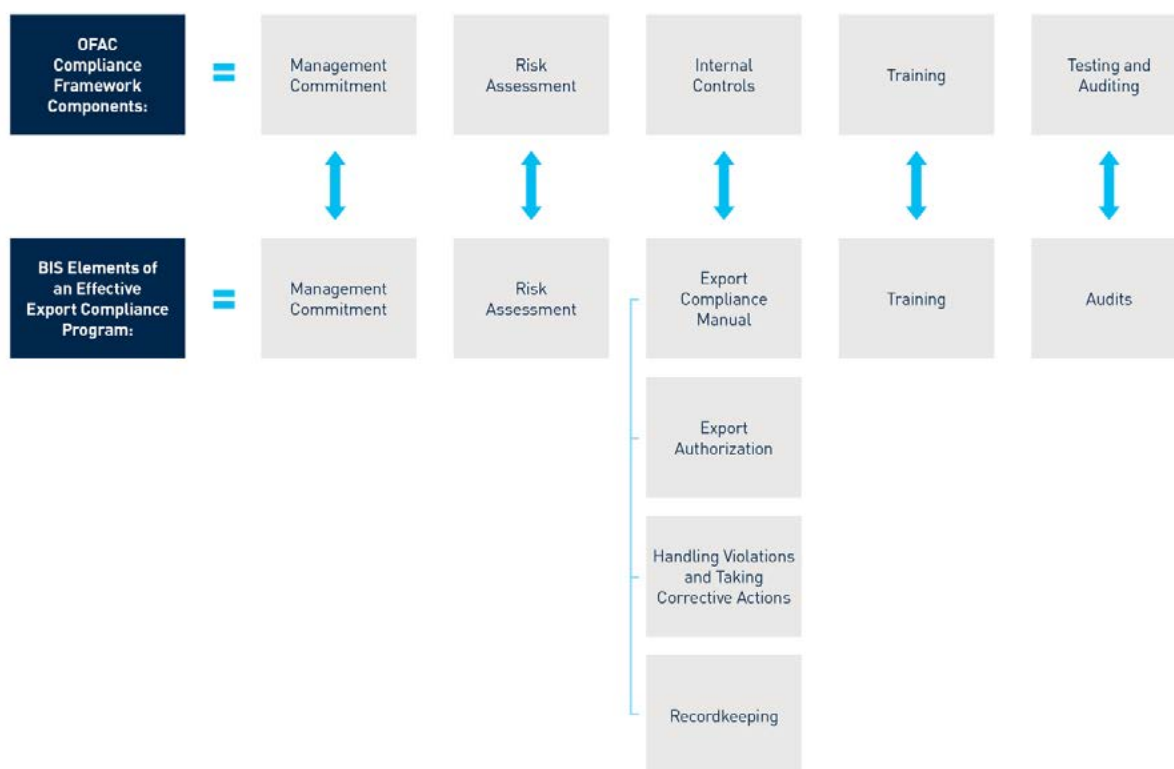 OFAC
Compliance
Framework
Components:
=
Management
Commitment
Risk
Assessment
Internal
Controls
Training
Testing and
Auditing
BIS Elements of
an Effective
Export Compliance
Program:
=
Management
Commitment
Risk
Assessment
Export
Compliance
Manual
Training
Audits
Export
Authorization
Handling Violations
and Taking
Corrective Actions
Recordkeeping